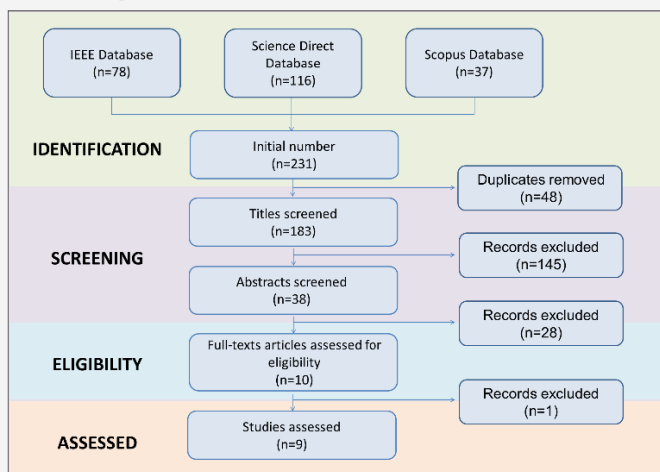 IEEE Database
(n=78)
Science Direct
Database
(n=116)
Scopus Database
(n=37)
IDENTIFICATION
Initial number
(n=231)
Duplicates removed
(n=48)
Titles screened
(n=183)
SCREENING
Records excluded
(n=145)
Abstracts screened
(n=38)
Records excluded
(n=28)
ELIGIBILITY
Full-texts articles assessed for
eligibility
(n=10)
Records excluded
(n=1)
ASSESSED
Studies assessed
(n=9)